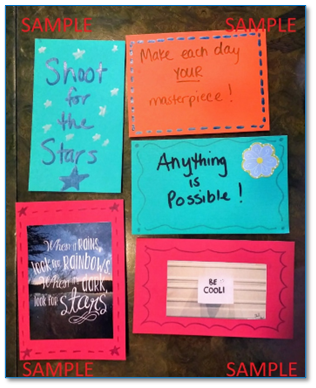 SAMPLE
SAMPLE
Shoot
for
the
Stars
Make each day
YOUR
masterpiece!
Anything
is
Possible!
When it RAINS,
look for RAINBOWS.
When it's DARK
look for stars
BE
COOL!
SAMPLE
SAMPLE